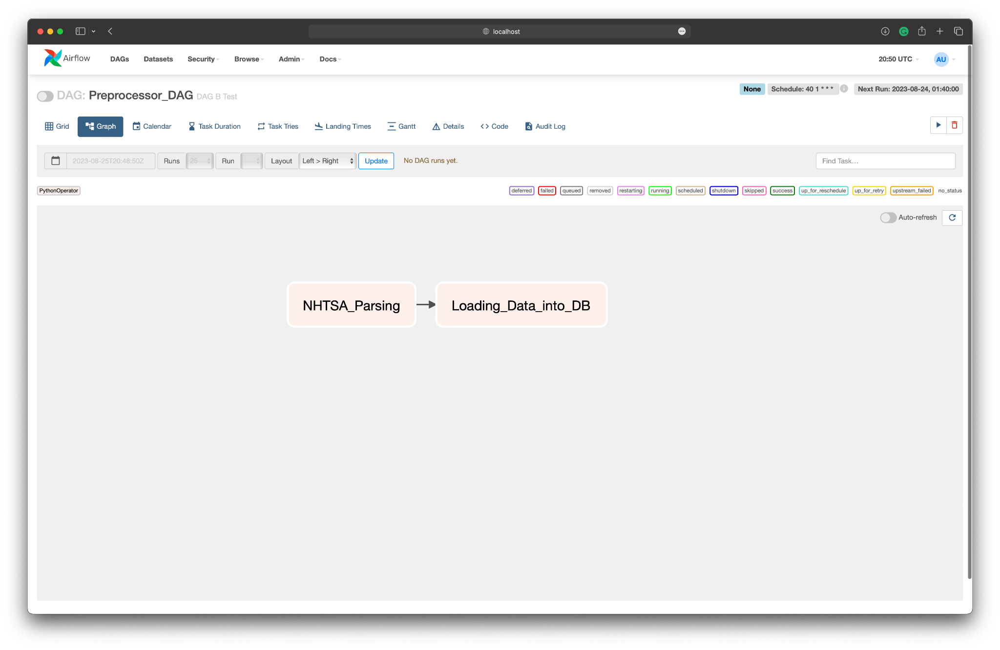 localhost
Airflow DAGs Datasets Security Browse Admin Docs 20:50 UTC AU
DAG: Preprocessor_DAG DAG B Test None Schedule: 40 1 * * * i Next Run: 2023-08-24, 01:40:00
Grid Graph Calendar Task Duration Task Tries Landing Times Gantt Details Code Audit Log
2023-08-25T20:48:50Z Runs 25 Run Layout Left > Right Update No DAG runs yet. Find Task...
PythonOperator deferred failed queued removed restarting running scheduled shutdown skipped success up_for_reschedule up_for_retry upstream_failed no_status
Auto-refresh
NHTSA_Parsing Loading_Data_into_DB